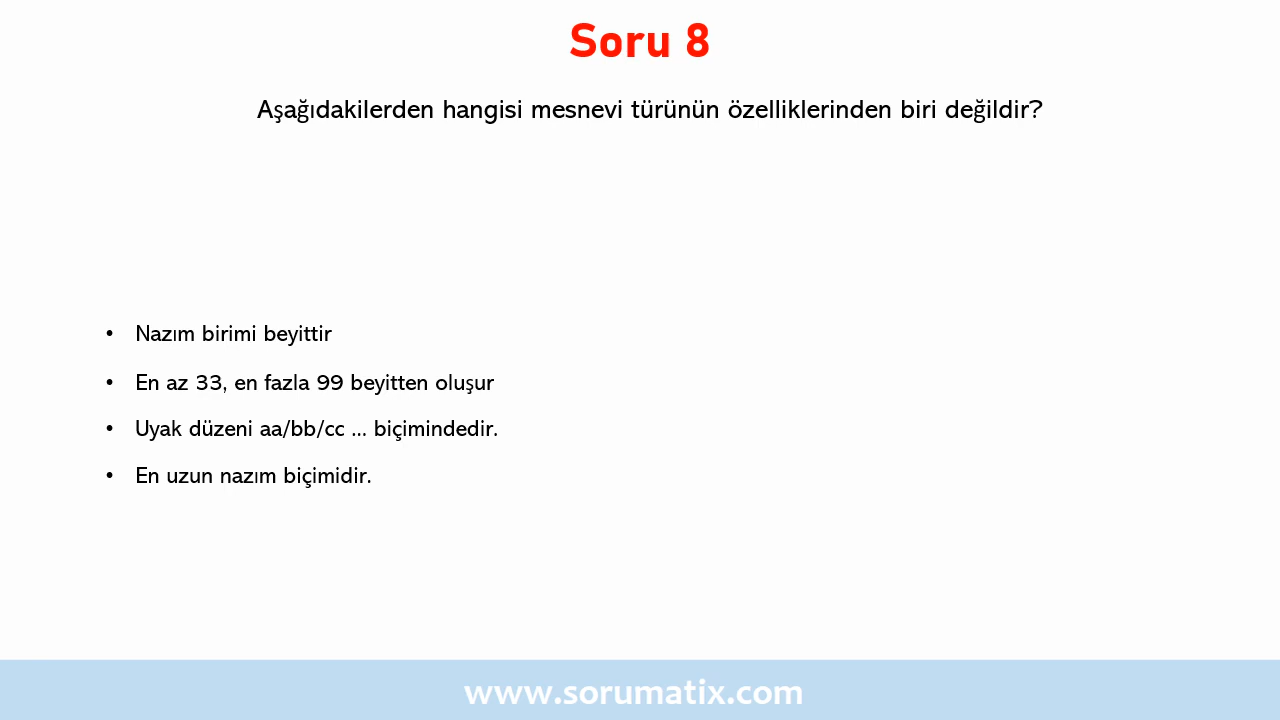 Soru 8
Aşağıdakilerden hangisi mesnevi türünün özelliklerinden biri değildir?
• Nazım birimi beyittir
• En az 33, en fazla 99 beyitten oluşur
• Uyak düzeni aa/bb/cc ... biçimindedir.
• En uzun nazım biçimidir.
www.sorumatix.com